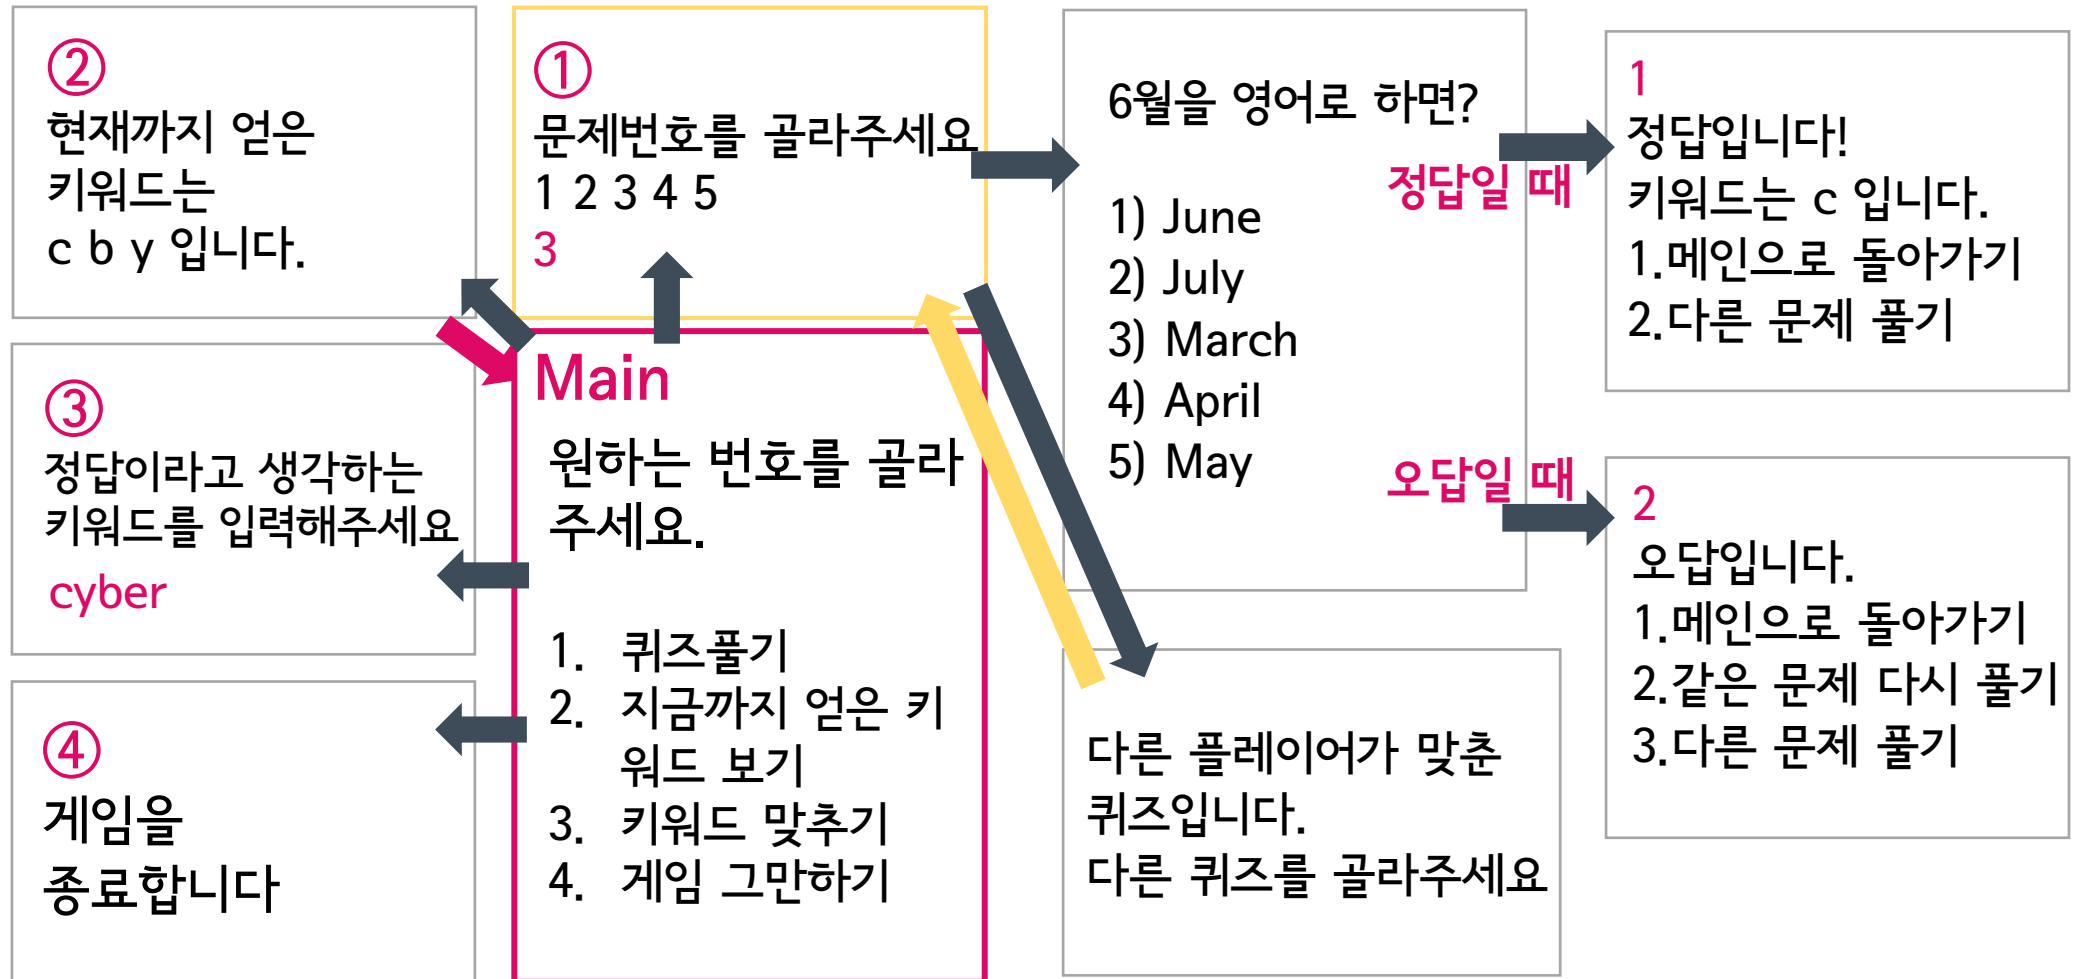 ②
현재까지 얻은
키워드는
c b y 입니다.
③
정답이라고 생각하는
키워드를 입력해주세요
cyber
④
게임을
종료합니다
①
문제번호를 골라주세요
1 2 3 4 5
3
Main
원하는 번호를 골라
주세요.
1. 퀴즈풀기
2. 지금까지 얻은 키
워드 보기
3. 키워드 맞추기
4. 게임 그만하기
6월을 영어로 하면?
정답일 때
1) June
2) July
3) March
4) April
5) May
오답일 때
다른 플레이어가 맞춘
퀴즈입니다.
다른 퀴즈를 골라주세요
1
정답입니다!
키워드는 c 입니다.
1.메인으로 돌아가기
2.다른 문제 풀기
2
오답입니다.
1.메인으로 돌아가기
2.같은 문제 다시 풀기
3.다른 문제 풀기